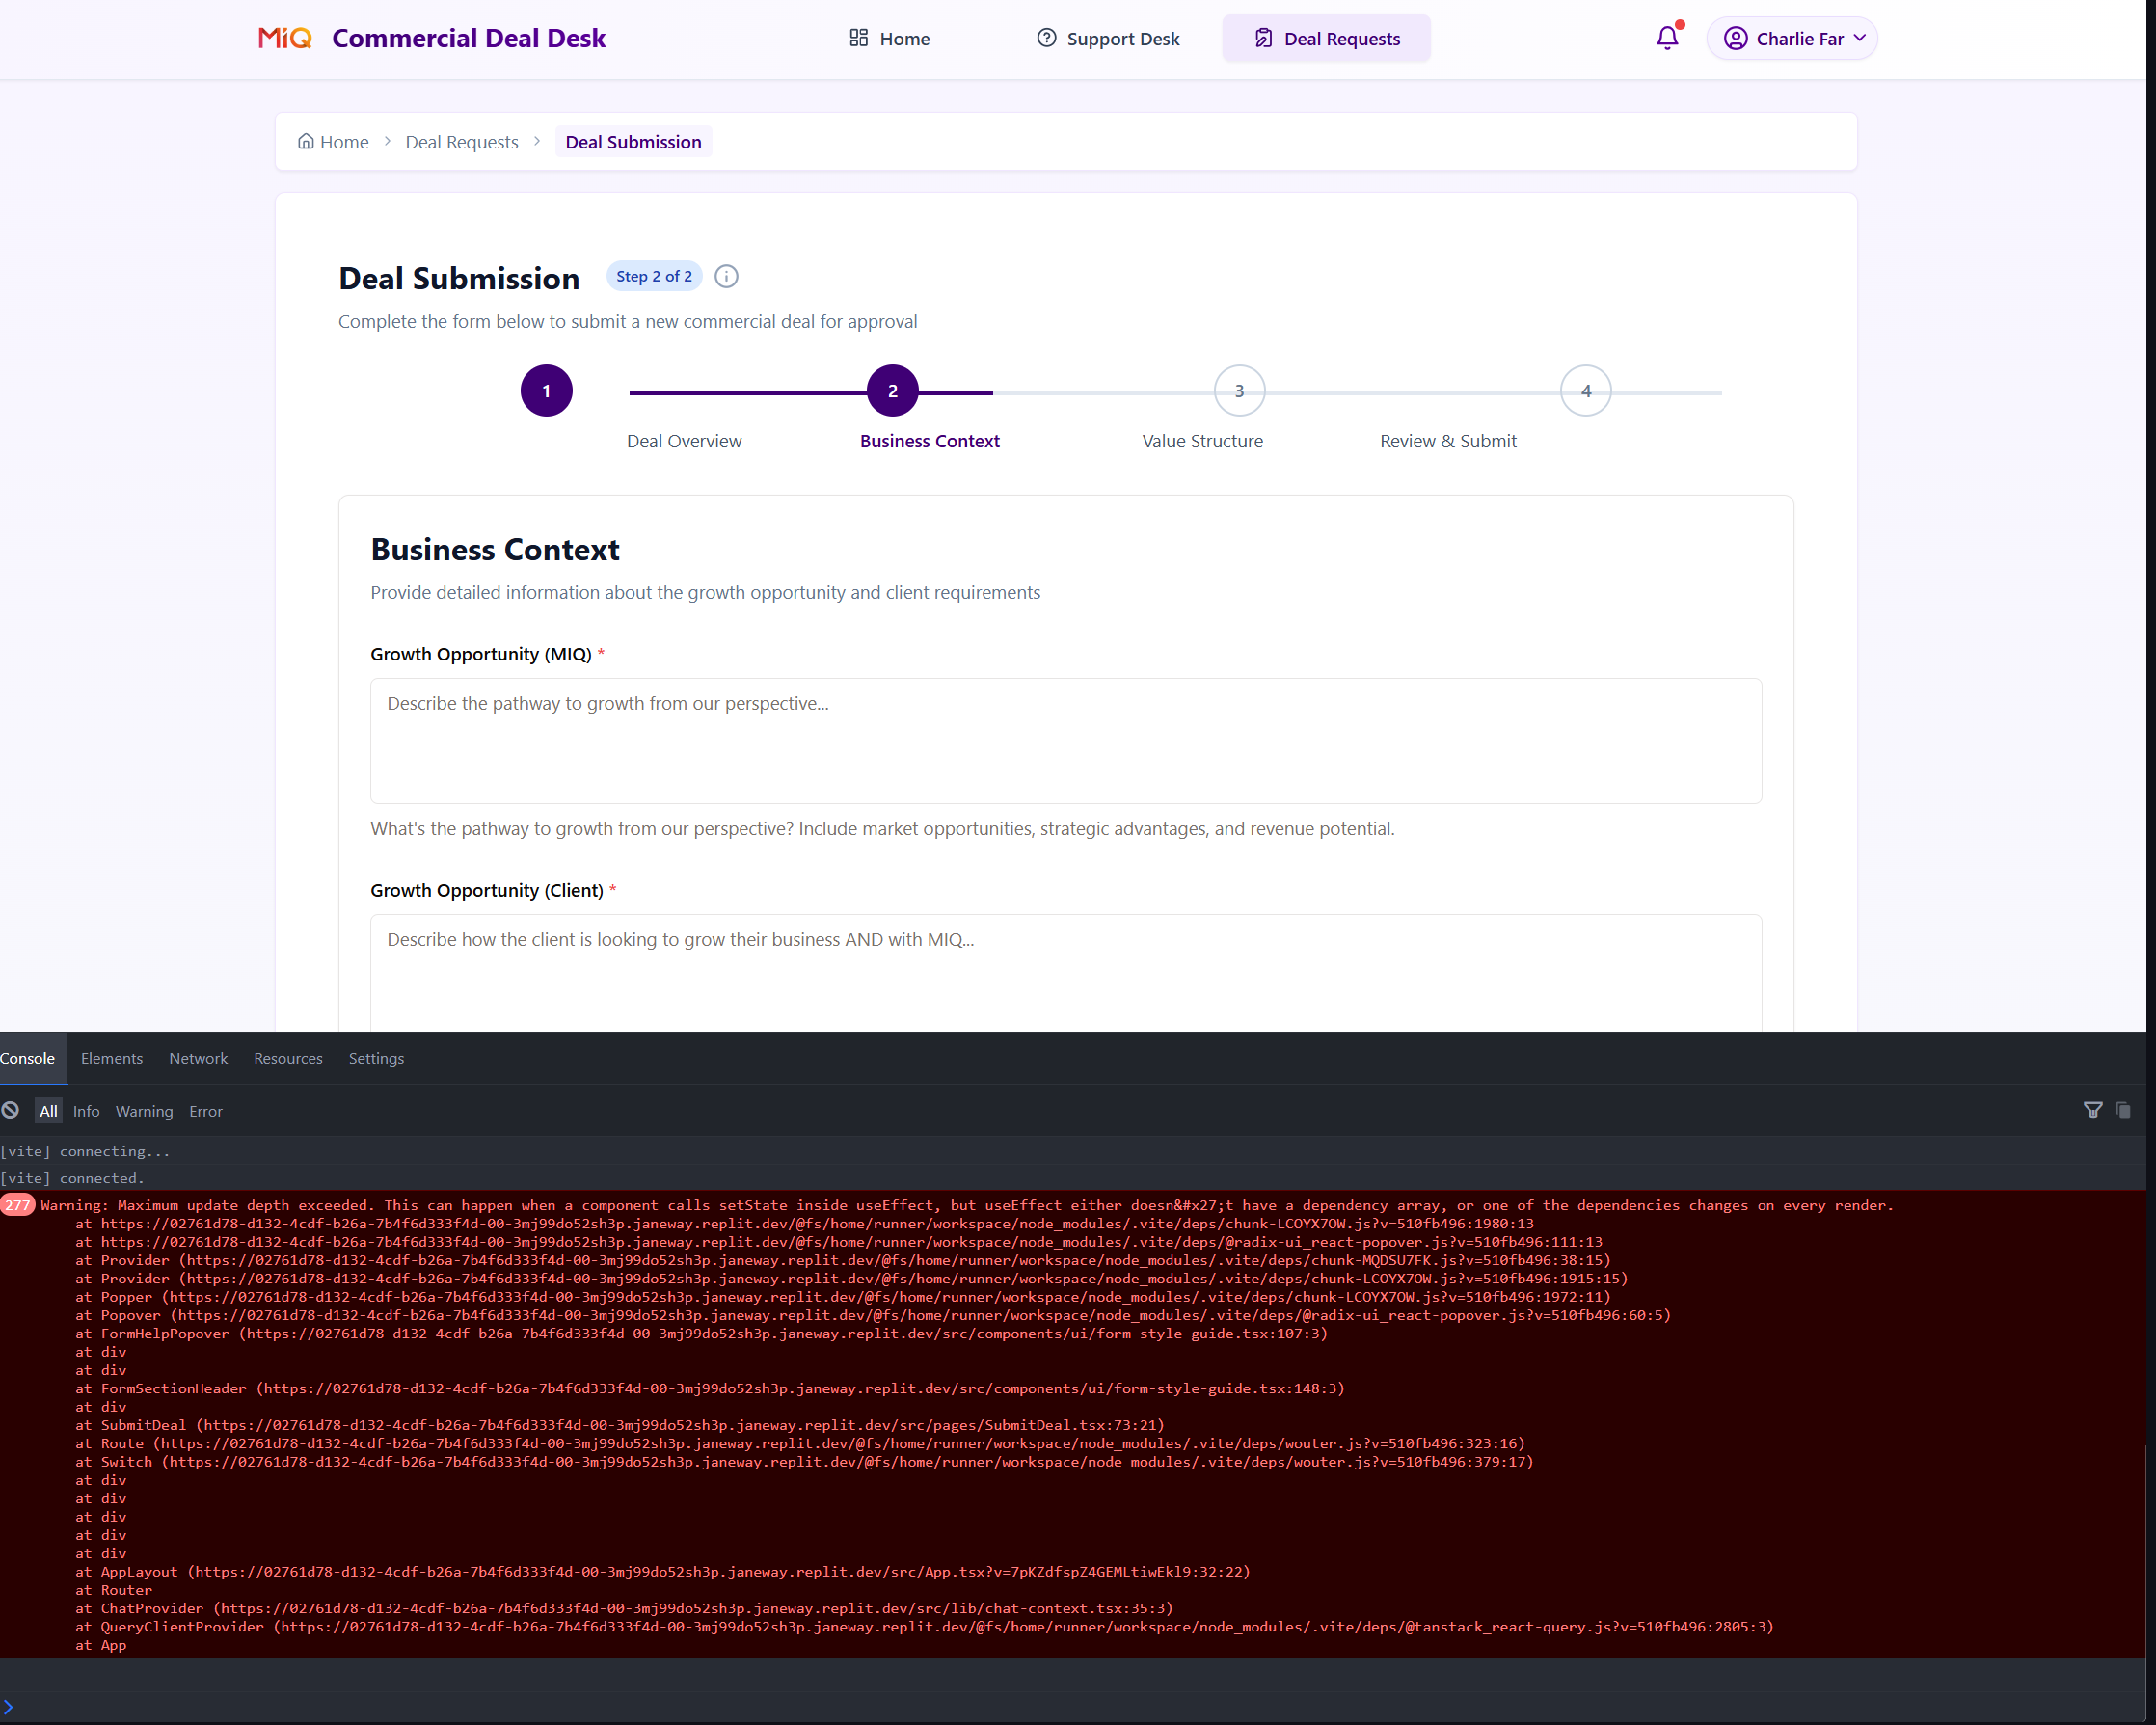 MiQ Commercial Deal Desk
Home
Support Desk
Deal Requests
Charlie Far
Home > Deal Requests > Deal Submission
Deal Submission Step 2 of 2
Complete the form below to submit a new commercial deal for approval
1 2 3 4
Deal Overview Business Context Value Structure Review & Submit
Business Context
Provide detailed information about the growth opportunity and client requirements
Growth Opportunity (MIQ) *
Describe the pathway to growth from our perspective...
What's the pathway to growth from our perspective? Include market opportunities, strategic advantages, and revenue potential.
Growth Opportunity (Client) *
Describe how the client is looking to grow their business AND with MIQ...
Console Elements Network Resources Settings
All Info Warning Error
[vite] connecting...
[vite] connected.
277 Warning: Maximum update depth exceeded. This can happen when a component calls setState inside useEffect, but useEffect either doesn&#x27;t have a dependency array, or one of the dependencies changes on every render.
at https://02761d78-d132-4cdf-b26a-7b4f6d333f4d-00-3mj99do52sh3p.janeway.replit.dev/@fs/home/runner/workspace/node_modules/.vite/deps/chunk-LCOYX7OW.js?v=510fb496:1980:13
at https://02761d78-d132-4cdf-b26a-7b4f6d333f4d-00-3mj99do52sh3p.janeway.replit.dev/@fs/home/runner/workspace/node_modules/.vite/deps/@radix-ui_react-popover.js?v=510fb496:111:13
at Provider (https://02761d78-d132-4cdf-b26a-7b4f6d333f4d-00-3mj99do52sh3p.janeway.replit.dev/@fs/home/runner/workspace/node_modules/.vite/deps/chunk-MQDSU7FK.js?v=510fb496:38:15)
at Provider (https://02761d78-d132-4cdf-b26a-7b4f6d333f4d-00-3mj99do52sh3p.janeway.replit.dev/@fs/home/runner/workspace/node_modules/.vite/deps/chunk-LCOYX7OW.js?v=510fb496:1915:15)
at Popper (https://02761d78-d132-4cdf-b26a-7b4f6d333f4d-00-3mj99do52sh3p.janeway.replit.dev/@fs/home/runner/workspace/node_modules/.vite/deps/chunk-LCOYX7OW.js?v=510fb496:1972:11)
at Popover (https://02761d78-d132-4cdf-b26a-7b4f6d333f4d-00-3mj99do52sh3p.janeway.replit.dev/@fs/home/runner/workspace/node_modules/.vite/deps/@radix-ui_react-popover.js?v=510fb496:60:5)
at FormHelpPopover (https://02761d78-d132-4cdf-b26a-7b4f6d333f4d-00-3mj99do52sh3p.janeway.replit.dev/src/components/ui/form-style-guide.tsx:107:3)
at div
at div
at FormSectionHeader (https://02761d78-d132-4cdf-b26a-7b4f6d333f4d-00-3mj99do52sh3p.janeway.replit.dev/src/components/ui/form-style-guide.tsx:148:3)
at div
at SubmitDeal (https://02761d78-d132-4cdf-b26a-7b4f6d333f4d-00-3mj99do52sh3p.janeway.replit.dev/src/pages/SubmitDeal.tsx:73:21)
at Route (https://02761d78-d132-4cdf-b26a-7b4f6d333f4d-00-3mj99do52sh3p.janeway.replit.dev/@fs/home/runner/workspace/node_modules/.vite/deps/wouter.js?v=510fb496:323:16)
at Switch (https://02761d78-d132-4cdf-b26a-7b4f6d333f4d-00-3mj99do52sh3p.janeway.replit.dev/@fs/home/runner/workspace/node_modules/.vite/deps/wouter.js?v=510fb496:379:17)
at div
at div
at div
at div
at div
at AppLayout (https://02761d78-d132-4cdf-b26a-7b4f6d333f4d-00-3mj99do52sh3p.janeway.replit.dev/src/App.tsx?v=7pKZdfspZ4GEMLtiwEkl9:32:22)
at Router
at ChatProvider (https://02761d78-d132-4cdf-b26a-7b4f6d333f4d-00-3mj99do52sh3p.janeway.replit.dev/src/lib/chat-context.tsx:35:3)
at QueryClientProvider (https://02761d78-d132-4cdf-b26a-7b4f6d333f4d-00-3mj99do52sh3p.janeway.replit.dev/@fs/home/runner/workspace/node_modules/.vite/deps/@tanstack_react-query.js?v=510fb496:2805:3)
at App